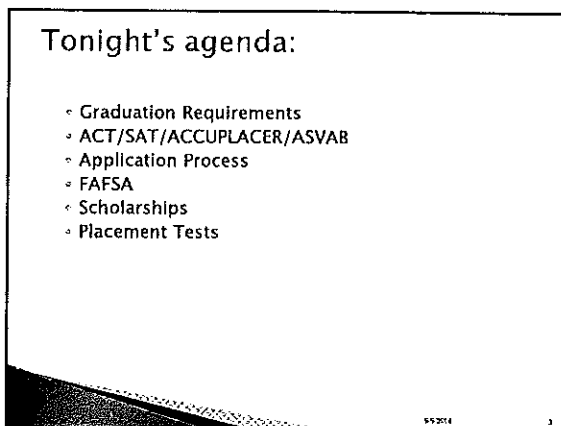 Tonight's agenda:
◦ Graduation Requirements
◦ ACT/SAT/ACCUPLACER/ASVAB
◦ Application Process
◦ FAFSA
◦ Scholarships
◦ Placement Tests